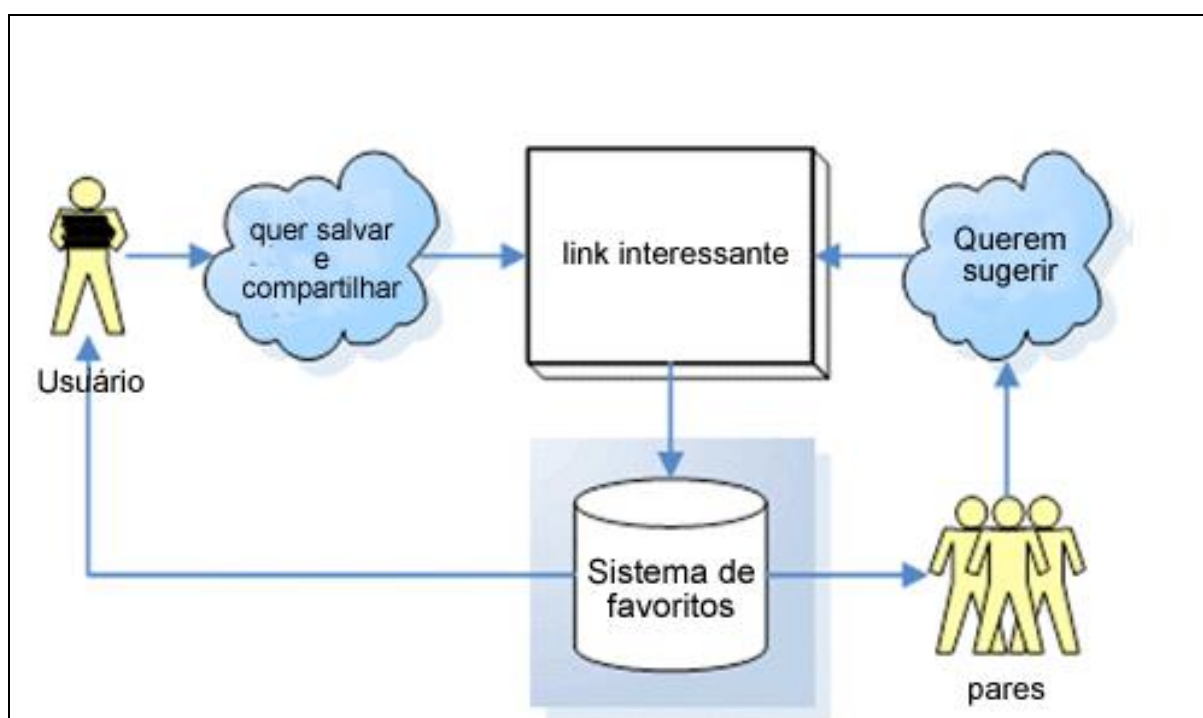 quer salvar
e
compartilhar
link interessante
Querem
sugerir
Usuário
Sistema de
favoritos
pares